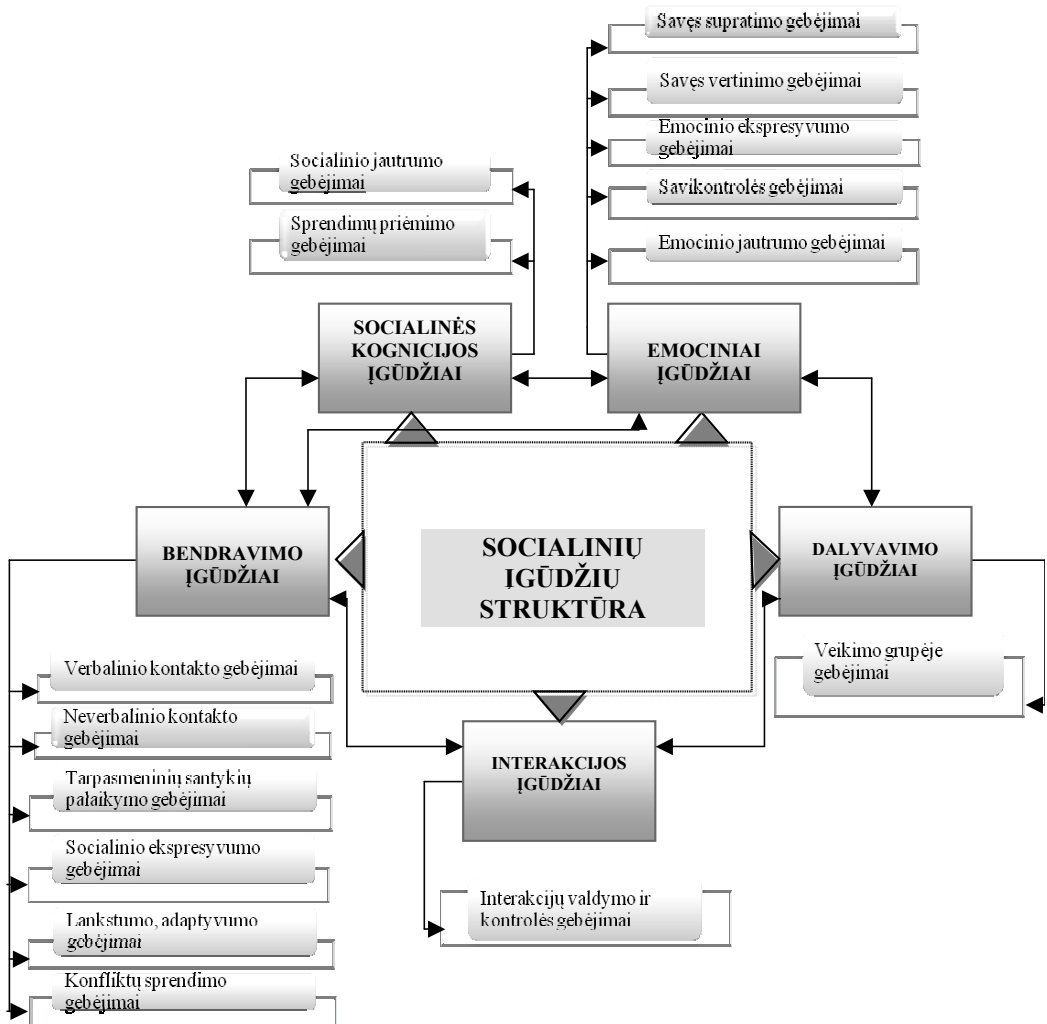 Savęs supratimo gebėjimai
Savęs vertinimo gebėjimai
Emocinio ekspresyvumo
gebėjimai
Savikontrolės gebėjimai
Emocinio jautrumo gebėjimai
Socialinio jautrumo
gebėjimai
Sprendimų priėmimo
gebėjimai
SOCIALINĖS
KOGNICIJOS
ĮGŪDŽIAI
EMOCINIAI
ĮGŪDŽIAI
BENDRAVIMO
ĮGŪDŽIAI
SOCIALINIŲ
ĮGŪDŽIŲ
STRUKTŪRA
DALYVAVIMO
ĮGŪDŽIAI
Veikimo grupėje
gebėjimai
INTERAKCIJOS
ĮGŪDŽIAI
Verbalinio kontakto gebėjimai
Neverbalinio kontakto
gebėjimai
Tarpasmeninių santykių
palaikymo gebėjimai
Socialinio ekspresyvumo
gebėjimai
Lankstumo, adaptyvumo
gebėjimai
Konfliktų sprendimo
gebėjimai
Interakcijų valdymo ir
kontrolės gebėjimai